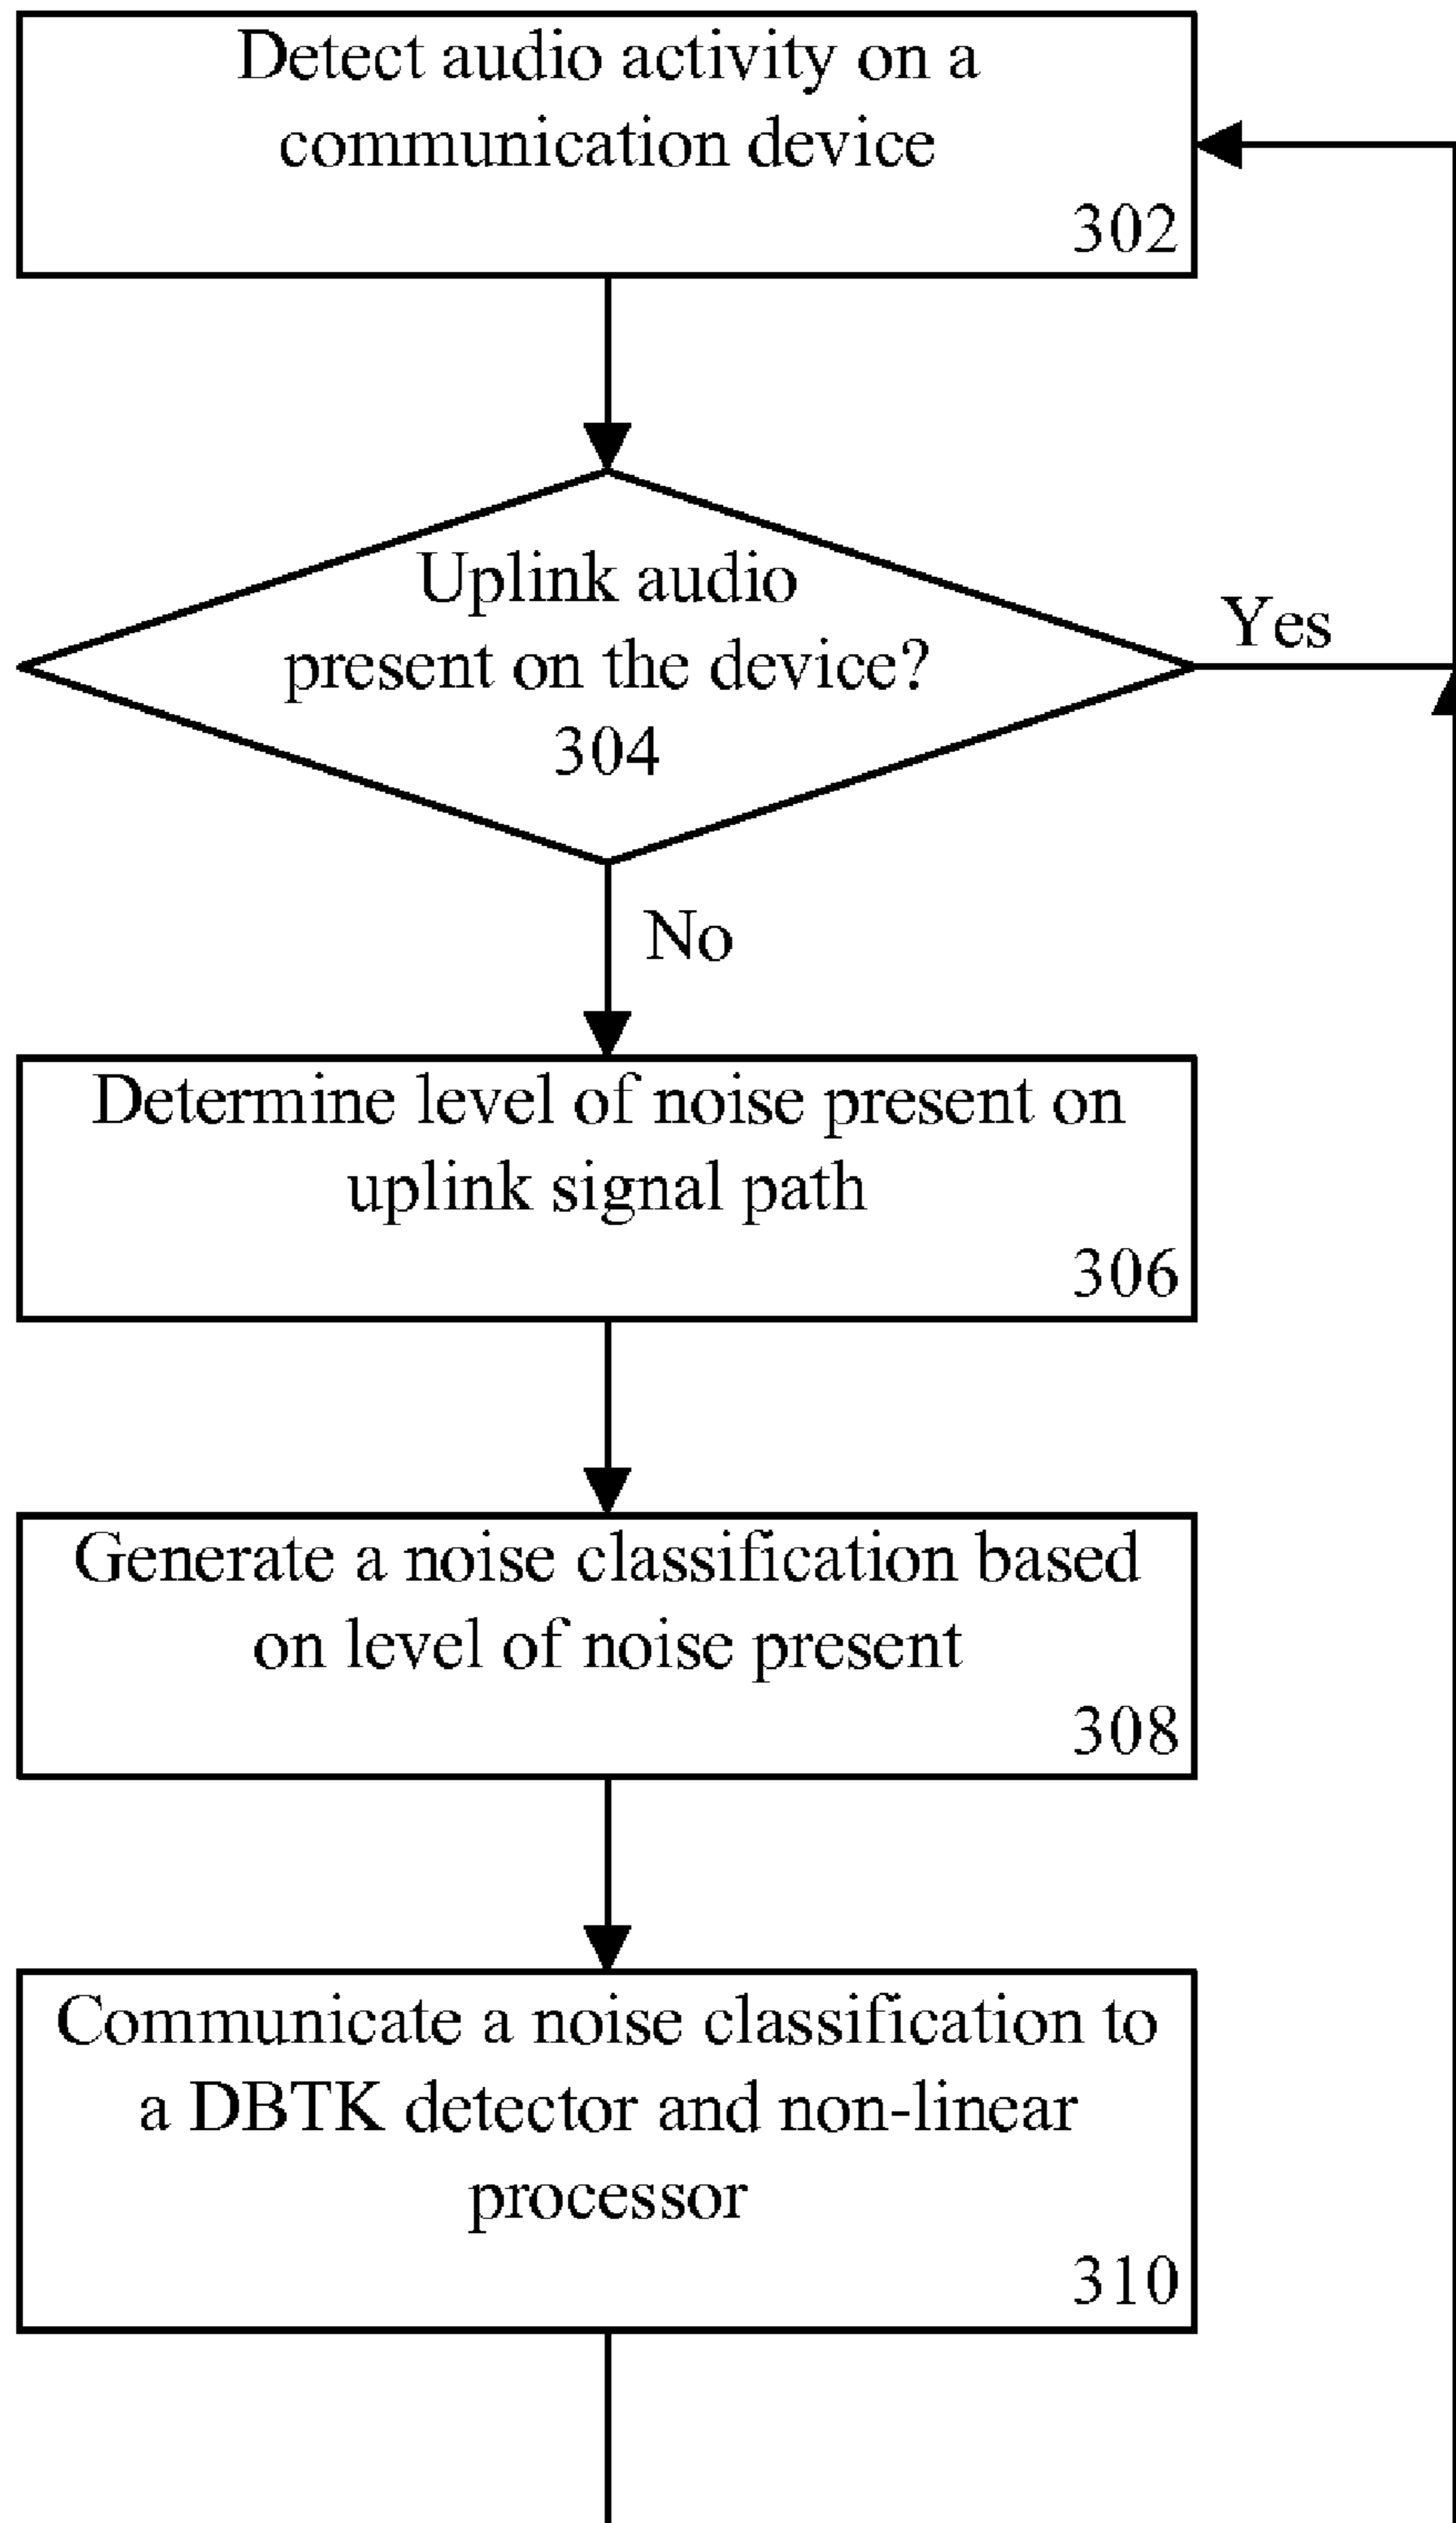 Detect audio activity on a
communication device
302
Uplink audio
present on the device?
304
Yes
No
Determine level of noise present on
uplink signal path
306
Generate a noise classification based
on level of noise present
308
Communicate a noise classification to
a DBTK detector and non-linear
processor
310